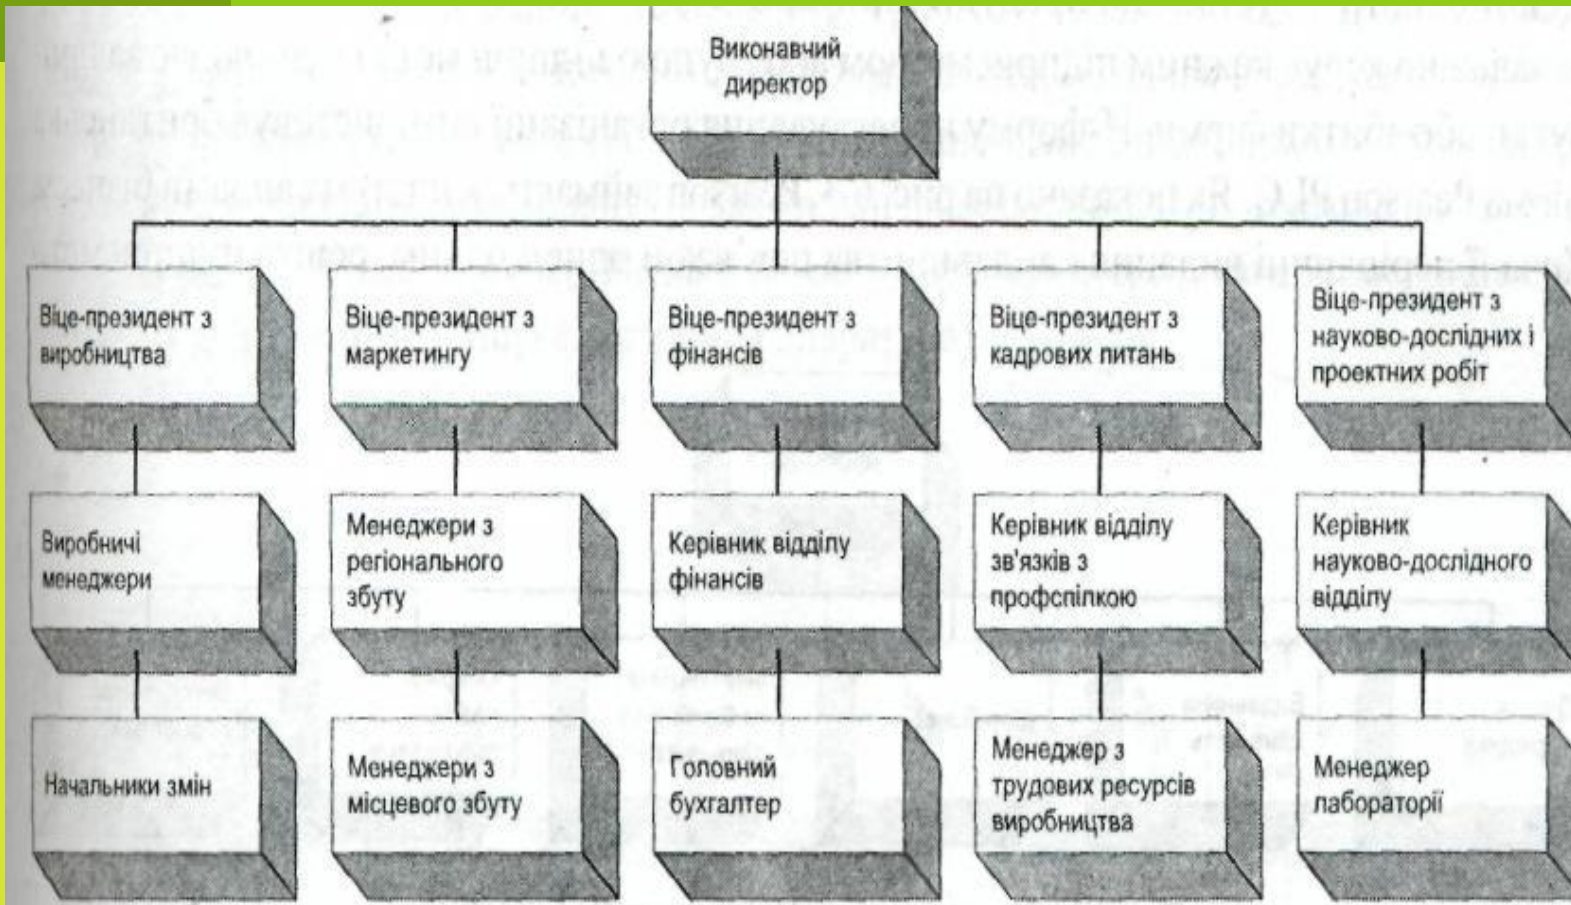 Виконавчий
директор
Віце-президент з
виробництва
Віце-президент з
маркетингу
Віце-президент з
фінансів
Віце-президент з
кадрових питань
Віце-президент з
науково-дослідних і
проектних робіт
Виробничі
менеджери
Менеджери з
регіонального
збуту
Керівник відділу
фінансів
Керівник відділу
зв'язків з
профспілкою
Керівник
науково-дослідного
відділу
Начальники змін
Менеджери з
місцевого збуту
Головний
бухгалтер
Менеджер з
трудових ресурсів
виробництва
Менеджер
лабораторії